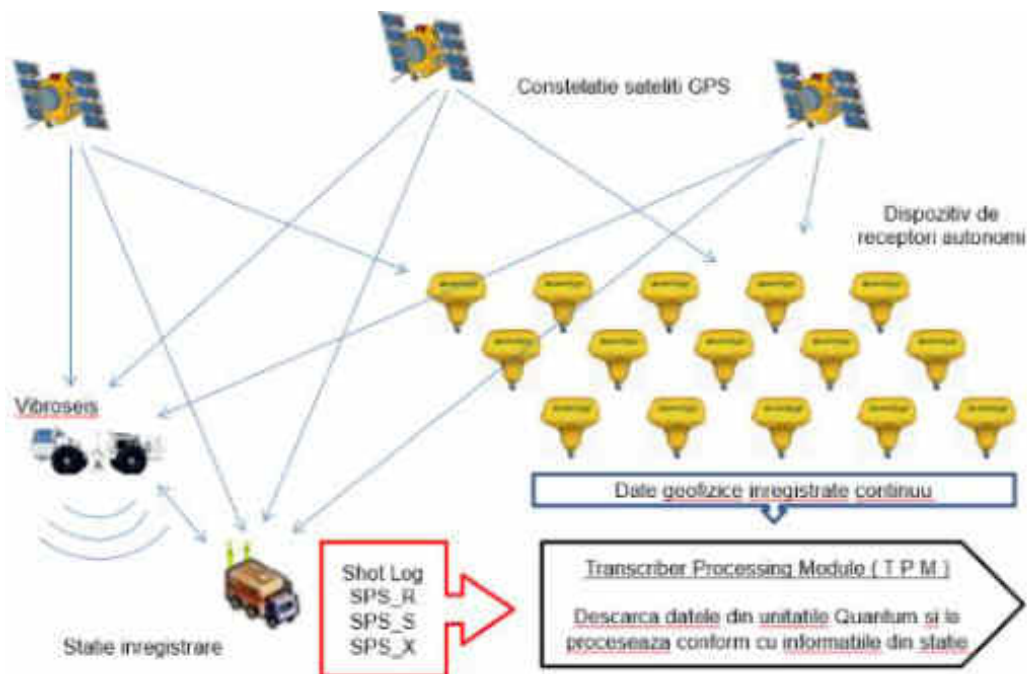 Constelatie sateliti GPS
Dispozitiv de
receptori autonomi
Vibroseis
Date geofizice inregistrate continuu
Shot Log
SPS_R
SPS_S
SPS_X
Transcriber Processing Module ( T P M )
Descarca datele din unitatile Quantum si le
proceseaza conform cu informatiile din statie
Statie inregistrare